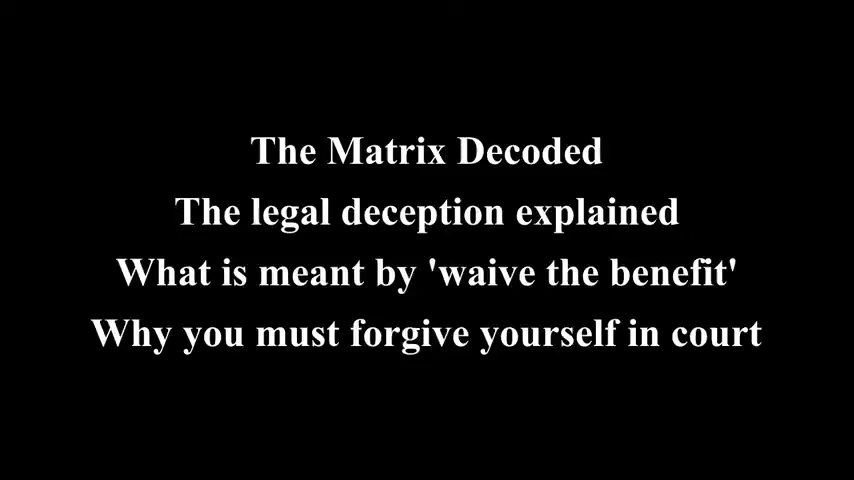 The Matrix Decoded
The legal deception explained
What is meant by 'waive the benefit'
Why you must forgive yourself in court